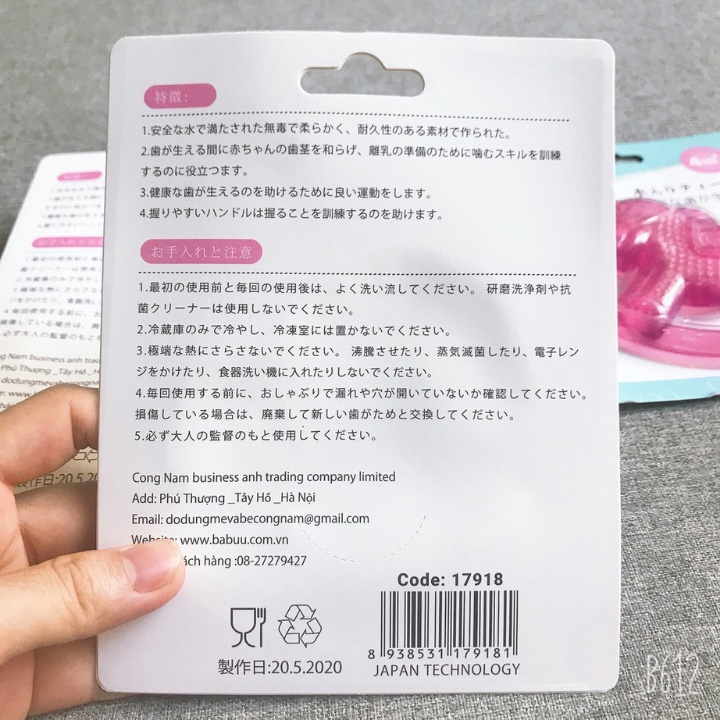 特徴:
1.安全な水で満たされた無毒で柔らかく、耐久性のある素材で作られた。
2.歯が生える間に赤ちゃんの歯茎を和らげ、離乳の準備のために噛むスキルを訓練
するのに役立つます。
3.健康な歯が生えるのを助けるために良い運動をします。
4.握りやすいハンドルは握ることを訓練するのを助けます。
お手入れと注意
1.最初の使用前と毎回の使用後は、よく洗い流してください。 研磨洗浄剤や抗
菌クリーナーは使用しないでください。
2.冷蔵庫のみで冷やし、冷凍室には置かないでください。
3.極端な熱にさらさないでください。 沸騰させたり、蒸気滅菌したり、電子レン
ジをかけたり、食器洗い機に入れたりしないでください。
4.毎回使用する前に、おしゃぶりで漏れや穴が開いていないか確認してください。
損傷している場合は、廃棄して新しい歯がためと交換してください。
5.必ず大人の監督のもと使用してください。
Cong Nam business anh trading company limited
Add: Phú Thượng _Tây Hồ _Hà Nội
Email: dodungmevabecongnam@gmail.com
www.babuu.com.vn
ách hàng :08-27279427
Code: 17918
8 938531 179181
製作日:20.5.2020
JAPAN TECHNOLOGY
B612